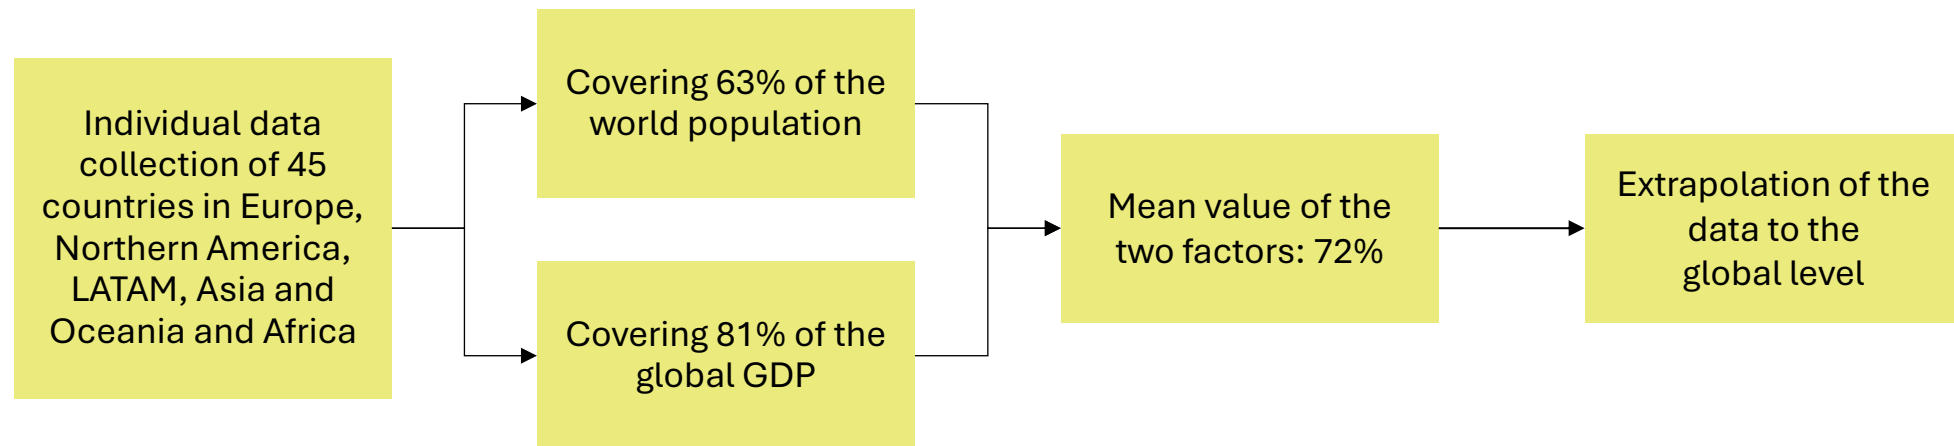 Individual data
collection of 45
countries in Europe,
Northern America,
LATAM, Asia and
Oceania and Africa
Covering 63% of the
world population
Covering 81% of the
global GDP
Mean value of the
two factors: 72%
Extrapolation of the
data to the
global level